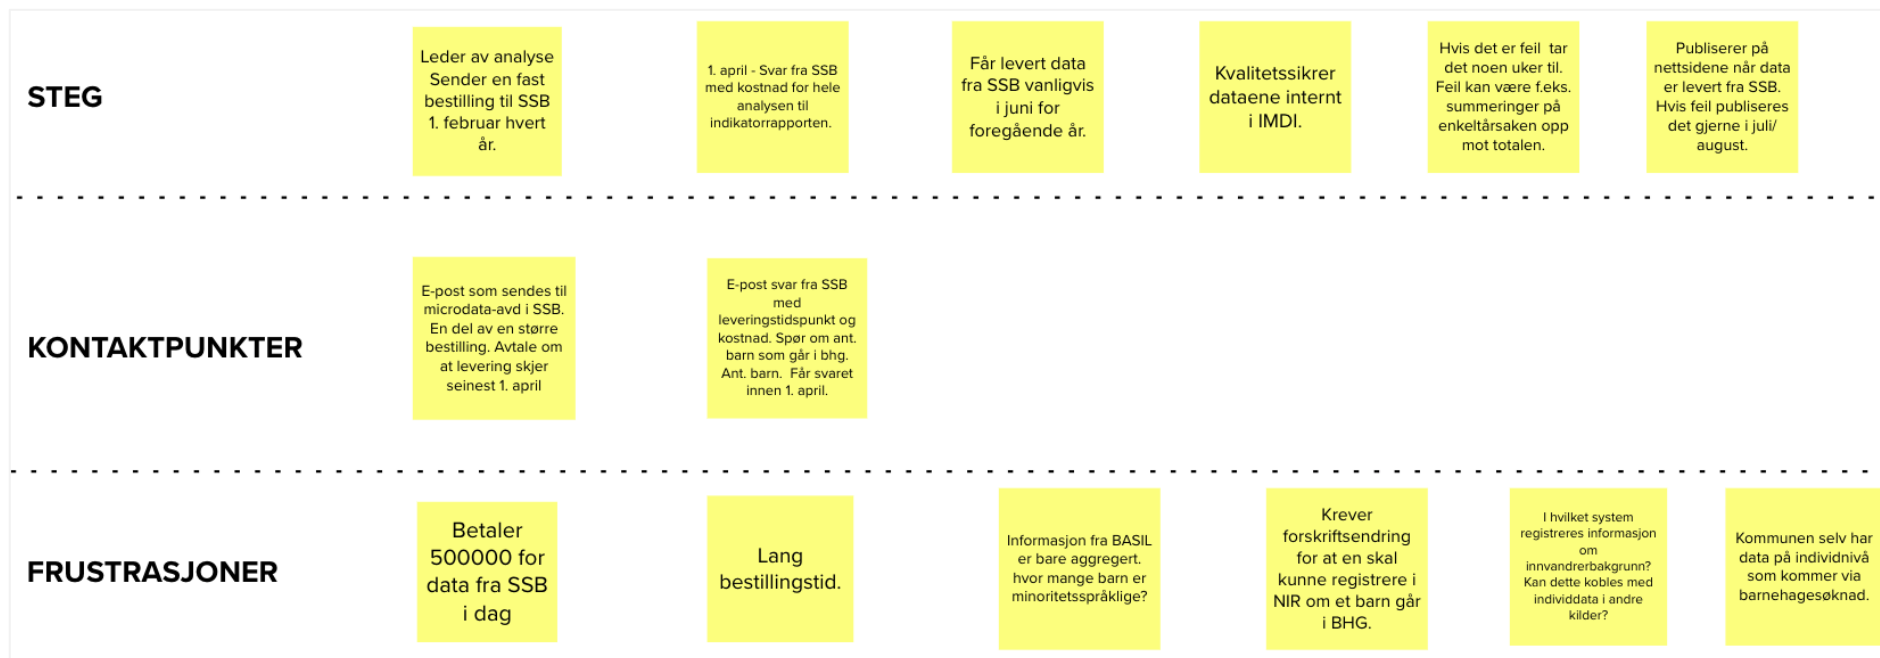 STEG
Leder av analyse
Sender en fast
bestilling til SSB
1. februar hvert
år.
1. april - Svar fra SSB
med kostnad for hele
analysen til
indikatorrapporten.
Får levert data
fra SSB vanligvis
i juni for
foregående år.
Kvalitetssikrer
dataene internt
i IMDI.
Hvis det er feil tar
det noen uker til.
Feil kan være f.eks.
summeringer på
enkeltårsaken opp
mot totalen.
Publiserer på
nettsidene når data
er levert fra SSB.
Hvis feil publiseres
det gjerne i juli/
august.
KONTAKTPUNKTER
E-post som sendes til
microdata-avd i SSB.
En del av en større
bestilling. Avtale om
at levering skjer
seinest 1. april
E-post svar fra SSB
med
leveringstidspunkt og
kostnad. Spør om ant.
barn som går i bhg.
Ant. barn. Får svaret
innen 1. april.
FRUSTRASJONER
Betaler
500000 for
data fra SSB
i dag
Lang
bestillingstid.
Informasjon fra BASIL
er bare aggregert.
hvor mange barn er
minoritetsspråklige?
Krever
forskriftsendring
for at en skal
kunne registrere i
NIR om et barn går
i BHG.
I hvilket system
registreres informasjon
om
innvandrerbakgrunn?
Kan dette kobles med
individdata i andre
kilder?
Kommunen selv har
data på individnivå
som kommer via
barnehagesøknad.